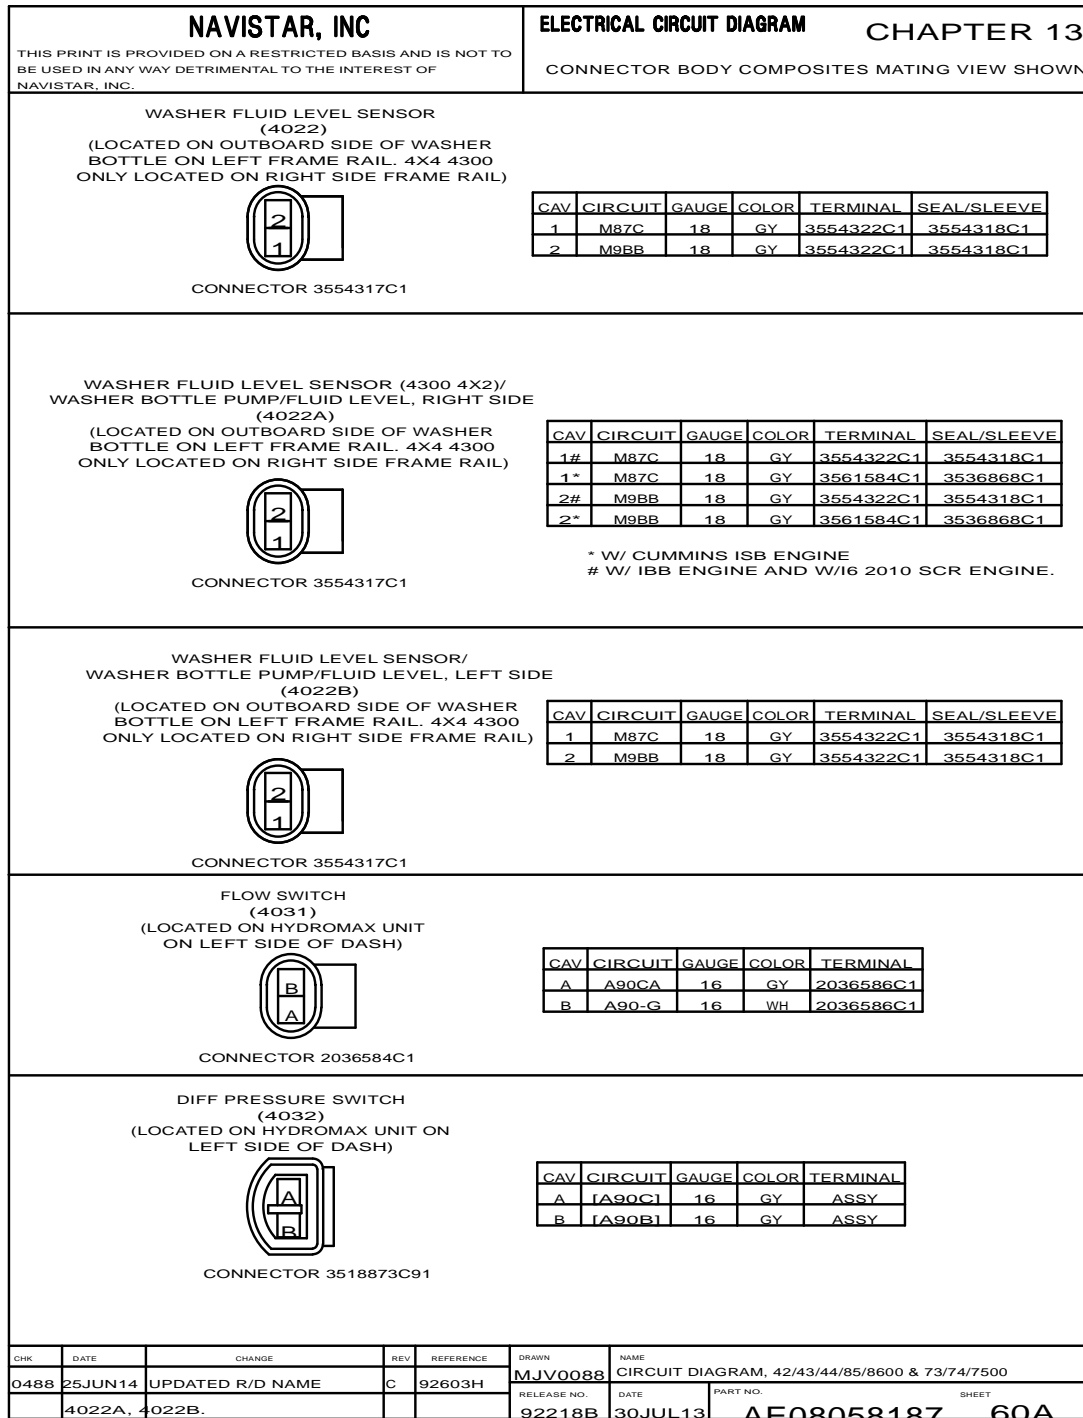 NAVISTAR, INC
THIS PRINT IS PROVIDED ON A RESTRICTED BASIS AND IS NOT TO
BE USED IN ANY WAY DETRIMENTAL TO THE INTEREST OF
NAVISTAR, INC.
ELECTRICAL CIRCUIT DIAGRAM CHAPTER 13
CONNECTOR BODY COMPOSITES MATING VIEW SHOWN
WASHER FLUID LEVEL SENSOR
(4022)
(LOCATED ON OUTBOARD SIDE OF WASHER
BOTTLE ON LEFT FRAME RAIL. 4X4 4300
ONLY LOCATED ON RIGHT SIDE FRAME RAIL)
2
1
CONNECTOR 3554317C1
CAV CIRCUIT GAUGE COLOR TERMINAL SEAL/SLEEVE
1 M87C 18 GY 3554322C1 3554318C1
2 M9BB 18 GY 3554322C1 3554318C1
WASHER FLUID LEVEL SENSOR (4300 4X2)/
WASHER BOTTLE PUMP/FLUID LEVEL, RIGHT SIDE
(4022A)
(LOCATED ON OUTBOARD SIDE OF WASHER
BOTTLE ON LEFT FRAME RAIL. 4X4 4300
ONLY LOCATED ON RIGHT SIDE FRAME RAIL)
2
1
CONNECTOR 3554317C1
CAV CIRCUIT GAUGE COLOR TERMINAL SEAL/SLEEVE
1# M87C 18 GY 3554322C1 3554318C1
1* M87C 18 GY 3561584C1 3536868C1
2# M9BB 18 GY 3554322C1 3554318C1
2* M9BB 18 GY 3561584C1 3536868C1
* W/ CUMMINS ISB ENGINE
# W/ IBB ENGINE AND W/I6 2010 SCR ENGINE.
WASHER FLUID LEVEL SENSOR/
WASHER BOTTLE PUMP/FLUID LEVEL, LEFT SIDE
(4022B)
(LOCATED ON OUTBOARD SIDE OF WASHER
BOTTLE ON LEFT FRAME RAIL. 4X4 4300
ONLY LOCATED ON RIGHT SIDE FRAME RAIL)
2
1
CONNECTOR 3554317C1
CAV CIRCUIT GAUGE COLOR TERMINAL SEAL/SLEEVE
1 M87C 18 GY 3554322C1 3554318C1
2 M9BB 18 GY 3554322C1 3554318C1
FLOW SWITCH
(4031)
(LOCATED ON HYDROMAX UNIT
ON LEFT SIDE OF DASH)
B
A
CONNECTOR 2036584C1
CAV CIRCUIT GAUGE COLOR TERMINAL
A A90CA 16 GY 2036586C1
B A90-G 16 WH 2036586C1
DIFF PRESSURE SWITCH
(4032)
(LOCATED ON HYDROMAX UNIT ON
LEFT SIDE OF DASH)
A
B
CONNECTOR 3518873C91
CAV CIRCUIT GAUGE COLOR TERMINAL
A [A90C] 16 GY ASSY
B [A90B] 16 GY ASSY
CHK DATE CHANGE REV REFERENCE
0488 25JUN14 UPDATED R/D NAME C 92603H
4022A, 4022B.
DRAWN NAME
MJV0088 CIRCUIT DIAGRAM, 42/43/44/85/8600 & 73/74/7500
RELEASE NO. DATE PART NO. SHEET
92218B 30JUL13 AE08058187 60A